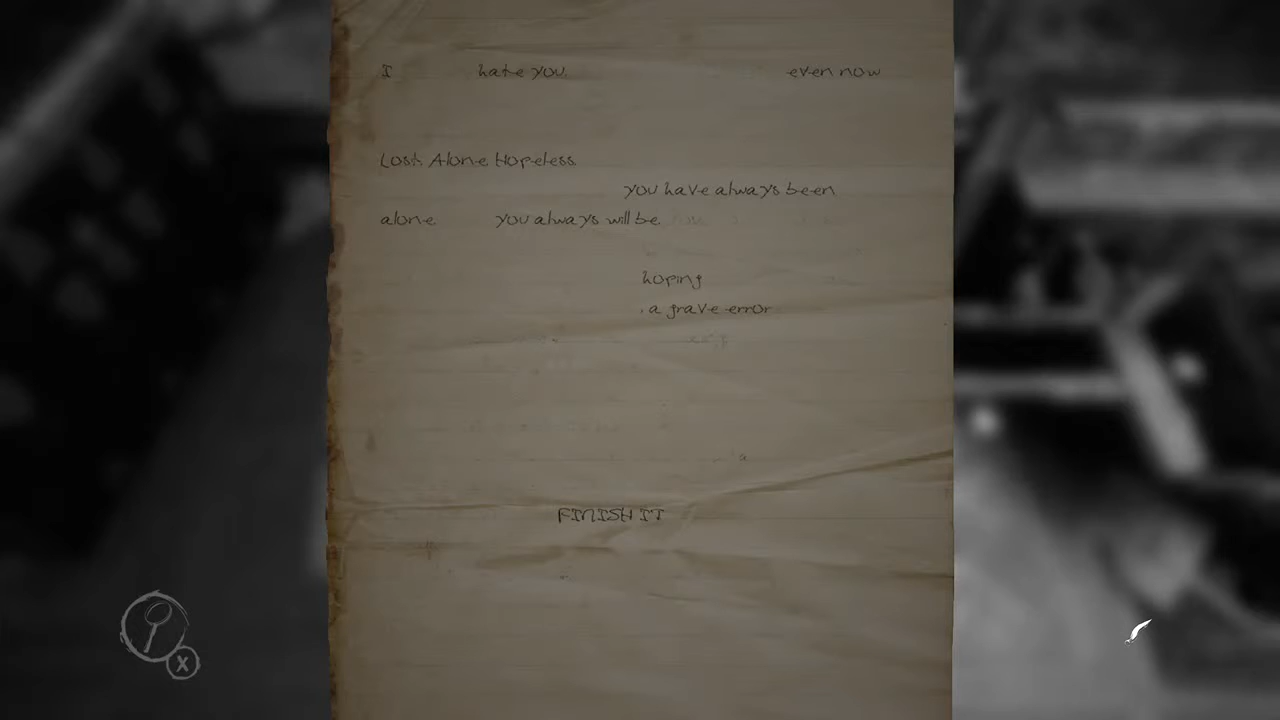 I hate you. even now
Lost. Alone. Hopeless.
you have always been
alone. you always will be.
hoping
, a grave error
a
FINISH IT
X